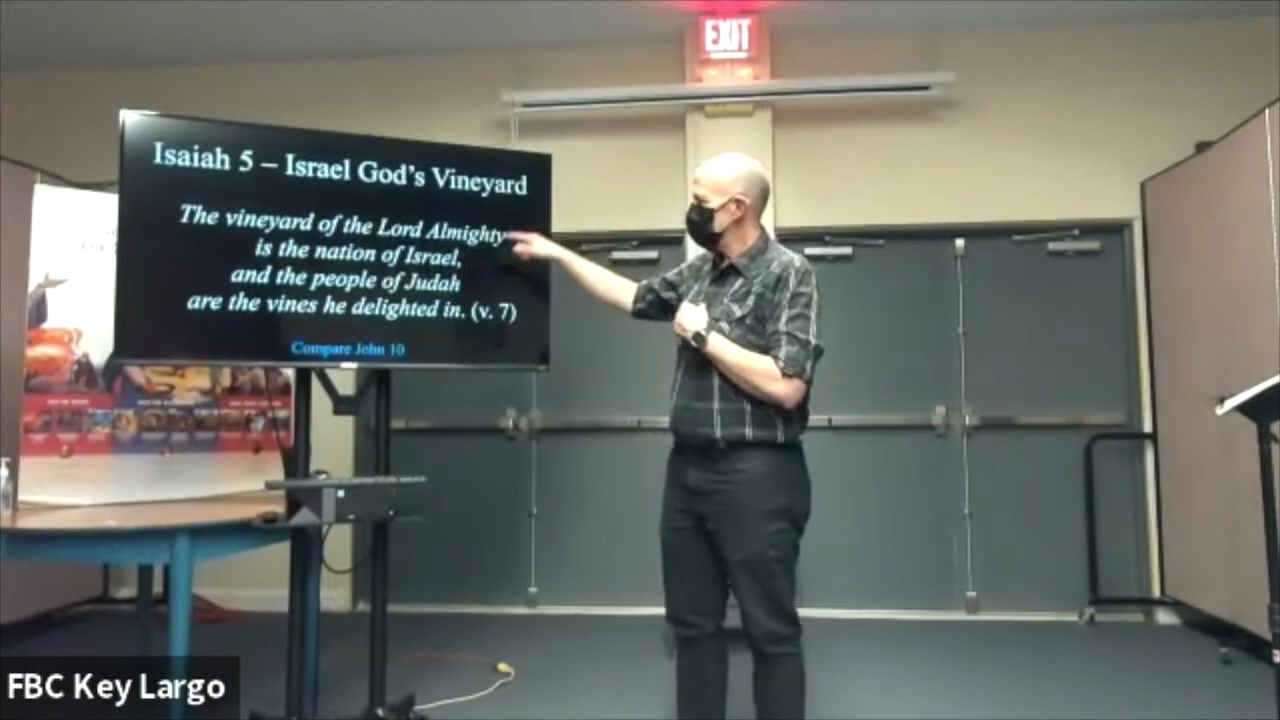 EXIT
Isaiah 5 – Israel God's Vineyard
The vineyard of the Lord Almighty
is the nation of Israel,
and the people of Judah
are the vines he delighted in. (v. 7)
Compare John 10
FBC Key Largo